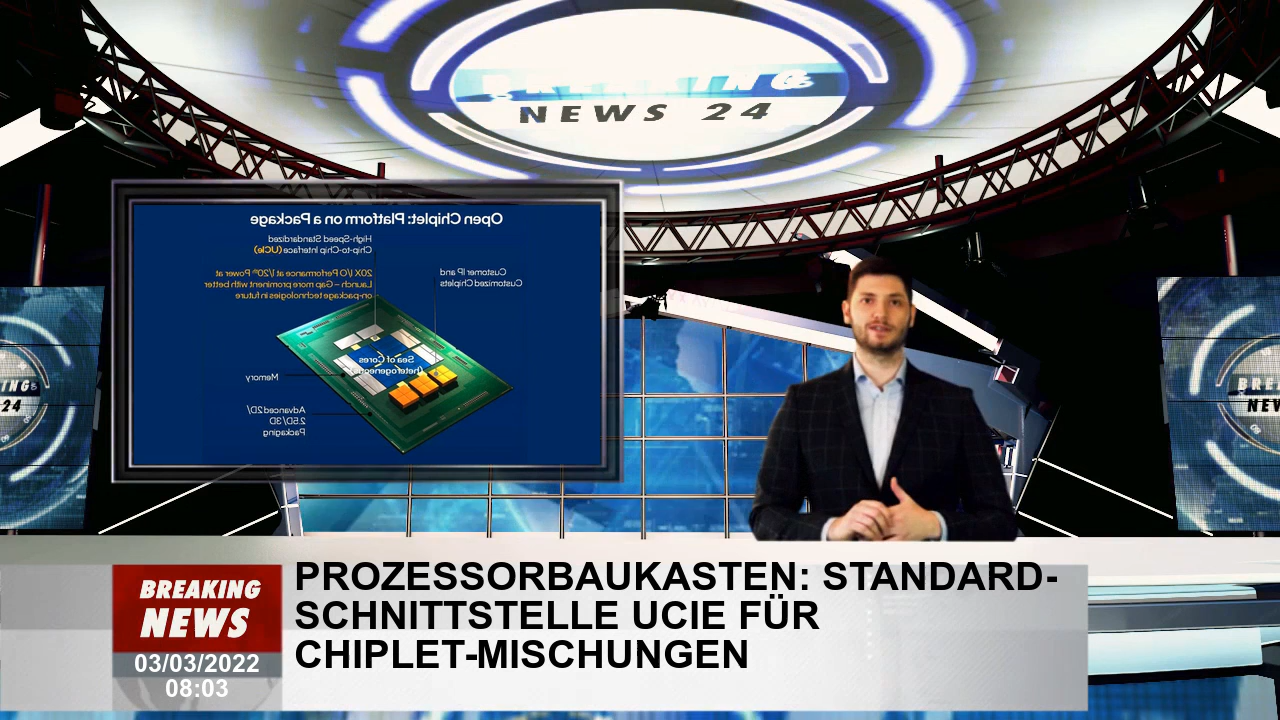 BREAKING
NEWS 24
Open Chiplet: Platform on a Package
High-Speed Standardized
Chip-to-Chip Interface (UCIe)
20X I/O Performance at 1/20th Power at
Launch – Gap more prominent with better
on-package technologies in future
Customer IP and
Customized Chiplets
Sea of Cores
(heterogeneous)
Memory
Advanced 2D/
2.5D/3D
Packaging
24
BREAKING
NEWS
03/03/2022
08:03
PROZESSORBAUKASTEN: STANDARD-
SCHNITTSTELLE UCIE FÜR
CHIPLET-MISCHUNGEN